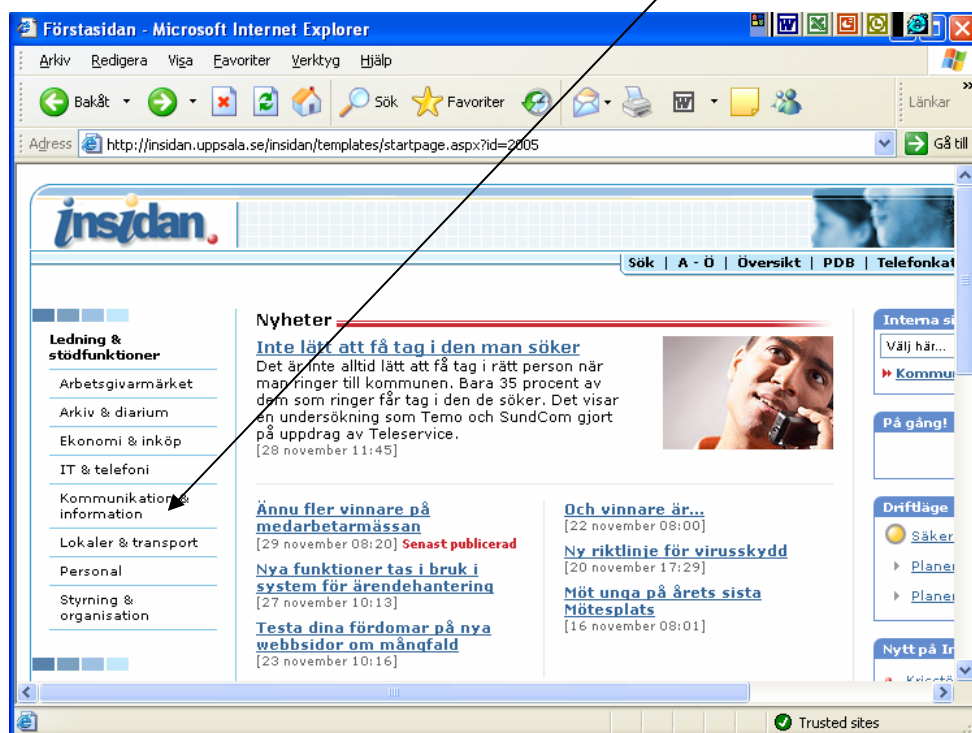 Förstasidan - Microsoft Internet Explorer
Arkiv Redigera Visa Favoriter Verktyg Hjälp
Bakåt Sök Favoriter Länkar
Adress http://insidan.uppsala.se/insidan/templates/startpage.aspx?id=2005 Gå till
insidan.
Sök | A - Ö | Översikt | PDB | Telefonkat
Ledning &
stödfunktioner
Arbetsgivarmärket
Arkiv & diarium
Ekonomi & inköp
IT & telefoni
Kommunikation &
information
Lokaler & transport
Personal
Styrning &
organisation
Nyheter
Inte lätt att få tag i den man söker
Det är inte alltid lätt att få tag i rätt person när
man ringer till kommunen. Bara 35 procent av
dem som ringer får tag i den de söker. Det visar
en undersökning som Temo och SundCom gjort
på uppdrag av Teleservice.
[28 november 11:45]
Ännu fler vinnare på
medarbetarmässan
[29 november 08:20] Senast publicerad
Nya funktioner tas i bruk i
system för ärendehantering
[27 november 10:13]
Testa dina fördomar på nya
webbsidor om mångfald
[23 november 10:16]
Och vinnare är...
[22 november 08:00]
Ny riktlinje för virusskydd
[20 november 17:29]
Möt unga på årets sista
Mötesplats
[16 november 08:01]
Interna si
Välj här...
Kommu
På gång!
Driftläge
Säker
Planer
Planer
Nytt på In
Trusted sites